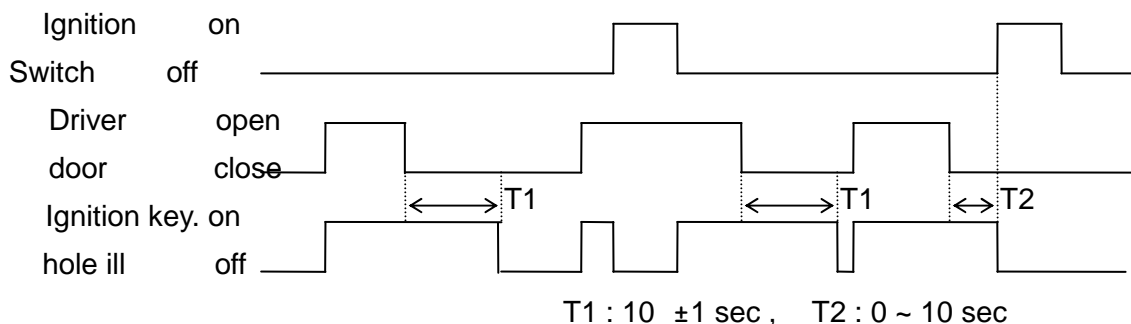 Ignition on
Switch off
Driver open
door close
T1 T1 T2
Ignition key. on
hole ill off
T1 : 10 ±1 sec , T2 : 0 ~ 10 sec